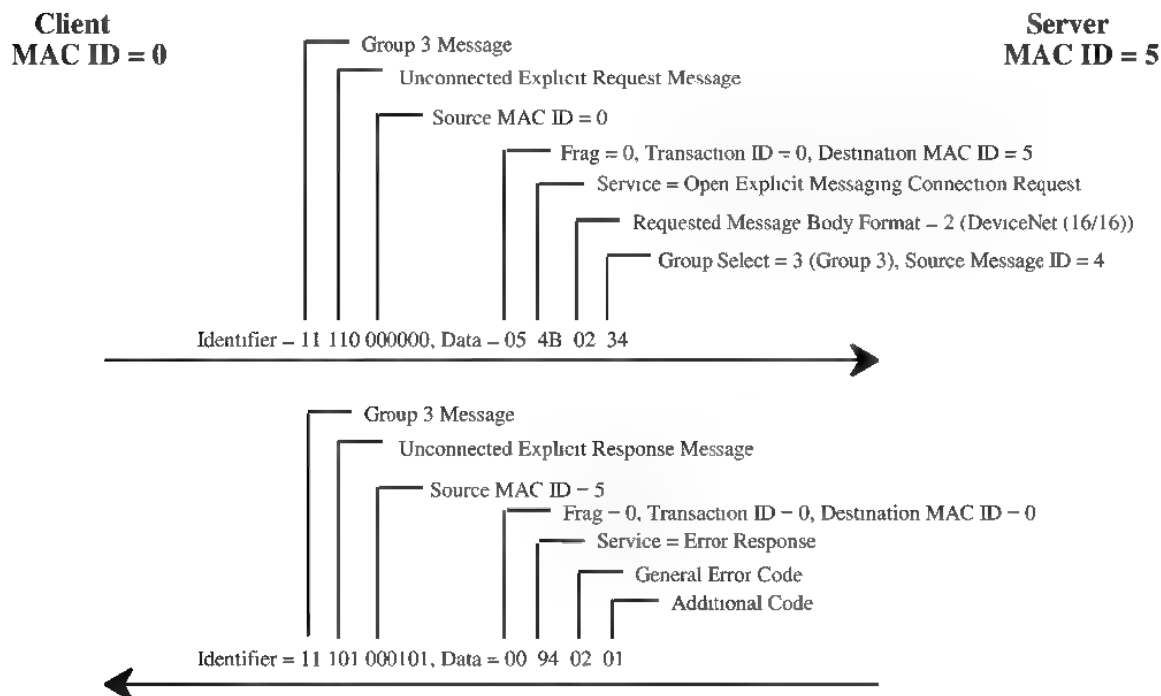 Client
MAC ID = 0
Server
MAC ID = 5
Group 3 Message
Unconnected Explicit Request Message
Source MAC ID = 0
Frag = 0, Transaction ID = 0, Destination MAC ID = 5
Service = Open Explicit Messaging Connection Request
Requested Message Body Format – 2 (DeviceNet (16/16))
Group Select = 3 (Group 3), Source Message ID = 4
Identifier – 11 110 000000, Data – 05 4B 02 34
Group 3 Message
Unconnected Explicit Response Message
Source MAC ID – 5
Frag – 0, Transaction ID – 0, Destination MAC ID – 0
Service = Error Response
General Error Code
Additional Code
Identifier = 11 101 000101, Data = 00 94 02 01